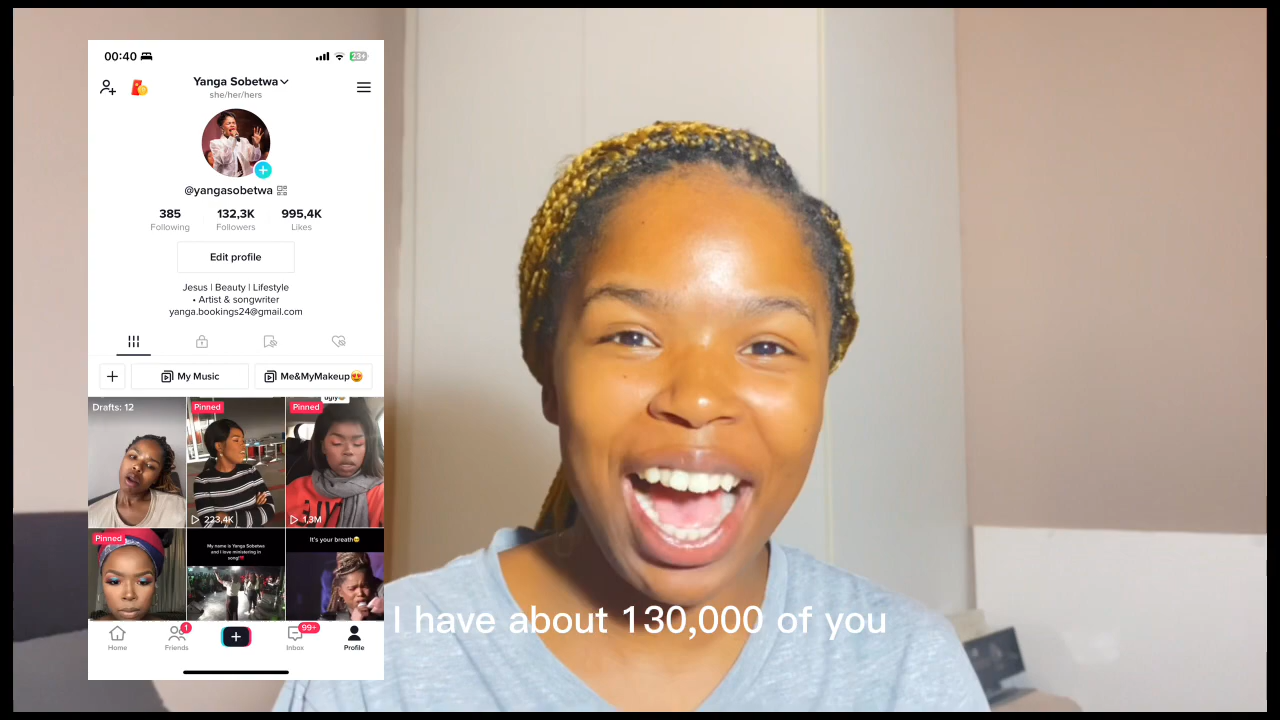 00:40
23+
Yanga Sobetwa
she/her/hers
@yangasobetwa
385 132,3K 995,4K
Following Followers Likes
Edit profile
Jesus | Beauty | Lifestyle
• Artist & songwriter
yanga.bookings24@gmail.com
My Music Me&MyMakeup😍
ugly
Drafts: 12 Pinned Pinned
223,4K 1,3M
Pinned
My name is Yanga Sobetwa
and I love ministering in
song!❤️
It's your breath
1 99+
Home Friends Inbox Profile
I have about 130,000 of you